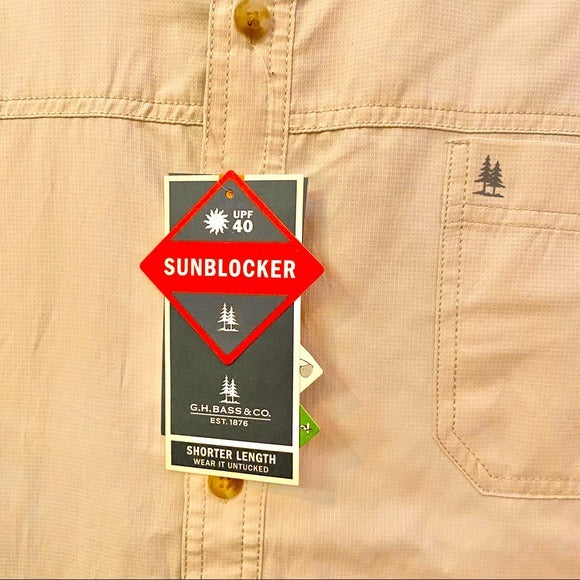 UPF
40
SUNBLOCKER
G.H.BASS&CO.
EST. 1876
SHORTER LENGTH
WEAR IT UNTUCKED